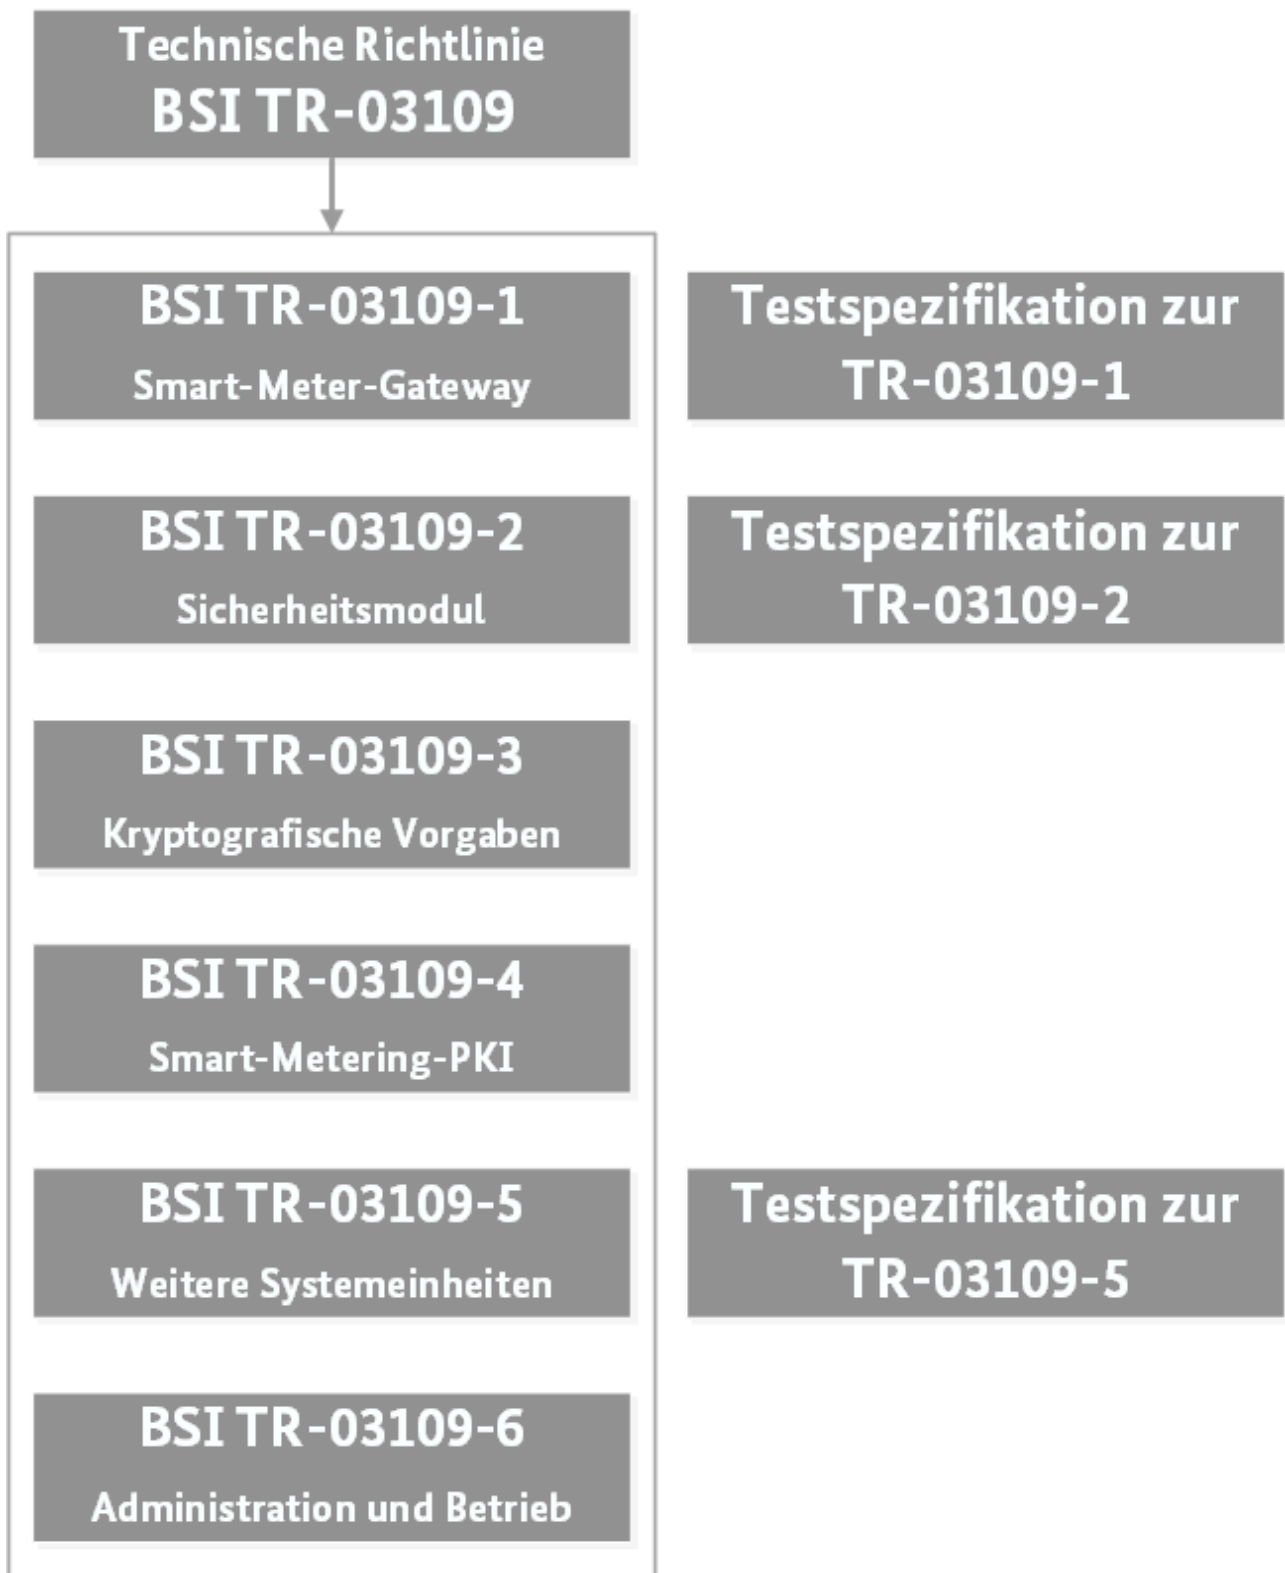 Technische Richtlinie
BSI TR-03109
BSI TR-03109-1
Smart-Meter-Gateway
Testspezifikation zur
TR-03109-1
BSI TR-03109-2
Sicherheitsmodul
Testspezifikation zur
TR-03109-2
BSI TR-03109-3
Kryptografische Vorgaben
BSI TR-03109-4
Smart-Metering-PKI
BSI TR-03109-5
Weitere Systemeinheiten
Testspezifikation zur
TR-03109-5
BSI TR-03109-6
Administration und Betrieb